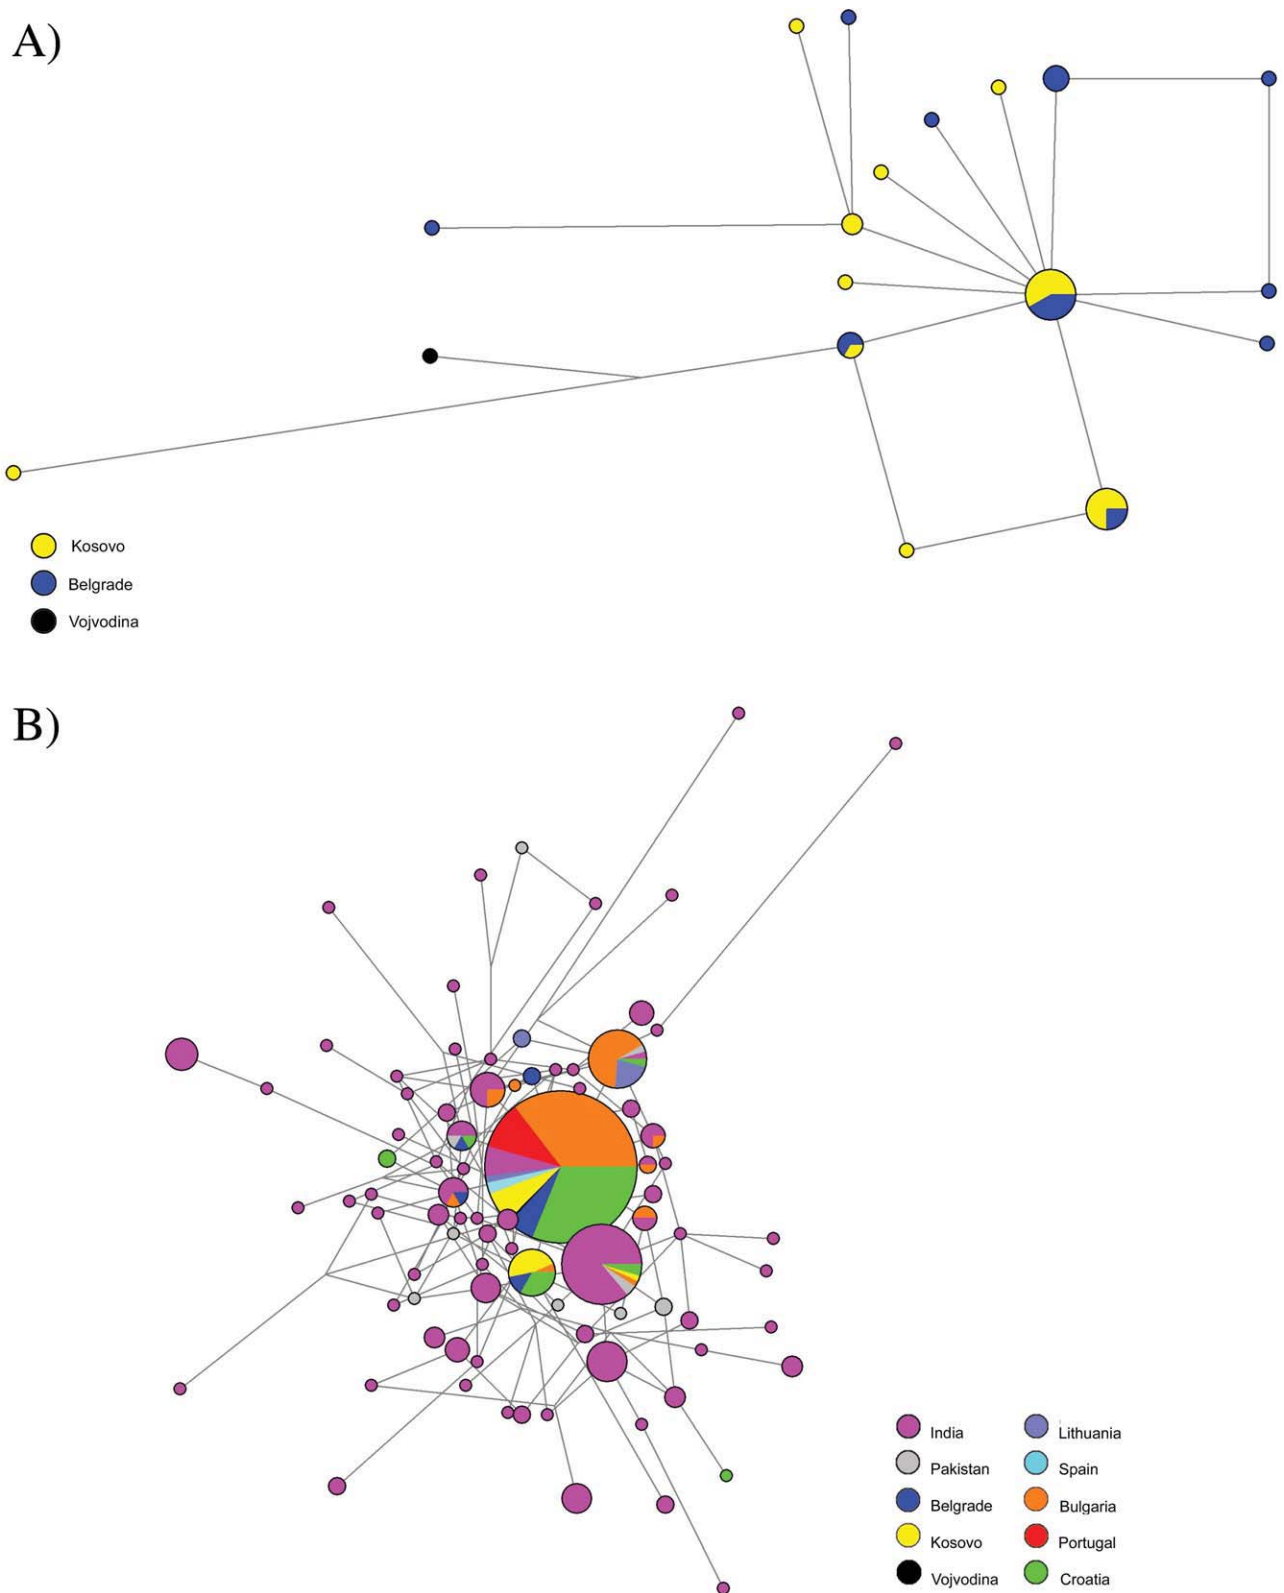 A)
Kosovo
Belgrade
Vojvodina
B)
India
Pakistan
Belgrade
Kosovo
Vojvodina
Lithuania
Spain
Bulgaria
Portugal
Croatia